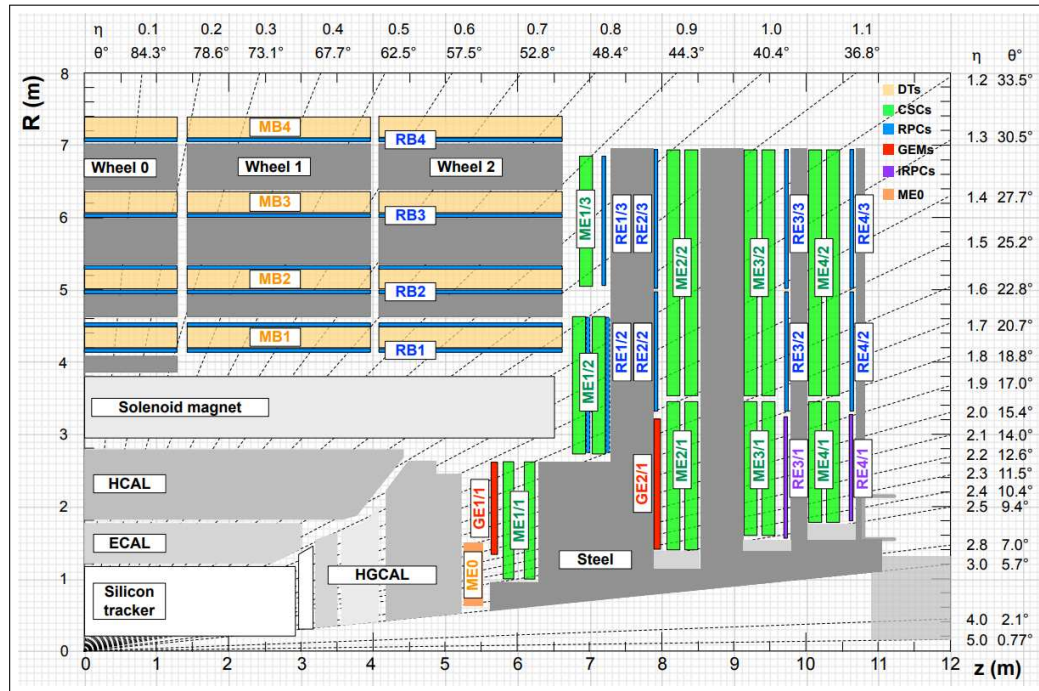 η 0.1 0.2 0.3 0.4 0.5 0.6 0.7 0.8 0.9 1.0 1.1
θ° 84.3° 78.6° 73.1° 67.7° 62.5° 57.5° 52.8° 48.4° 44.3° 40.4° 36.8° η θ°
R (m)
8
7
6
5
4
3
2
1
0
1.2 33.5°
1.3 30.5°
1.4 27.7°
1.5 25.2°
1.6 22.8°
1.7 20.7°
1.8 18.8°
1.9 17.0°
2.0 15.4°
2.1 14.0°
2.2 12.6°
2.3 11.5°
2.4 10.4°
2.5 9.4°
2.8 7.0°
3.0 5.7°
4.0 2.1°
5.0 0.77°
DTs
CSCs
RPCs
GEMs
iRPCs
ME0
MB4
RB4
Wheel 0 Wheel 1 Wheel 2
MB3
RB3
MB2
RB2
MB1
RB1
Solenoid magnet
HCAL
ECAL
Silicon
tracker
HGCAL
Steel
ME0
GE1/1
ME1/1
ME1/2
ME1/3
RE1/3
RE2/3
RE1/2
RE2/2
GE2/1
ME2/2
ME2/1
ME3/2
ME3/1
RE3/3
RE3/2
RE3/1
ME4/2
ME4/1
RE4/3
RE4/2
RE4/1
0 1 2 3 4 5 6 7 8 9 10 11 12
z (m)